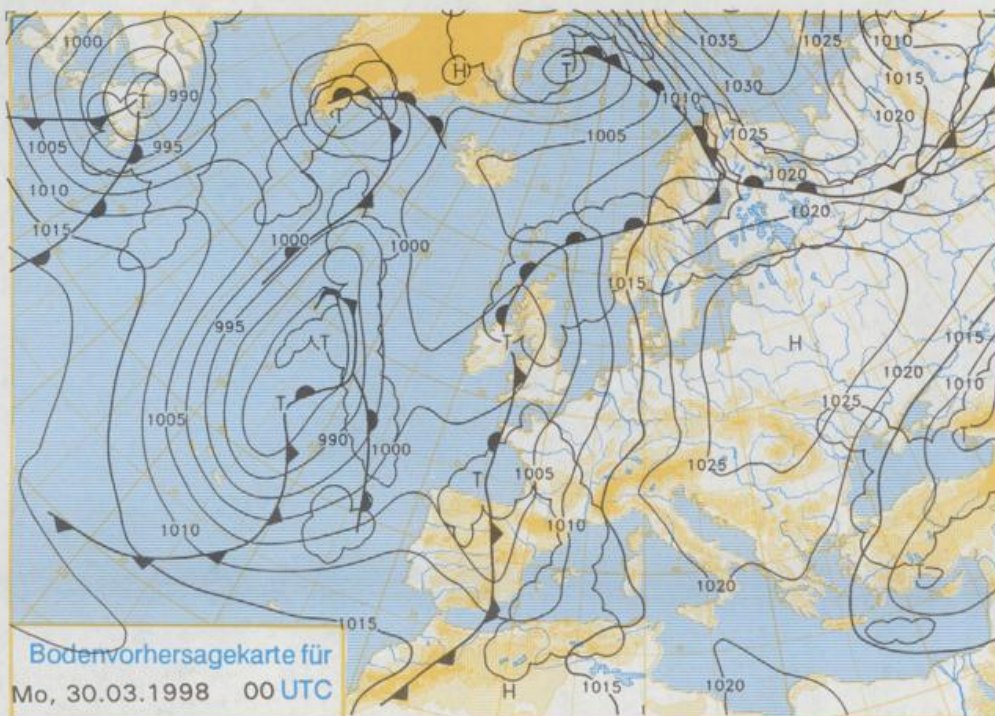 1000 1035 1025 1010
T H T 1015
990 1030
T T 1010 1020
1005 995 1005 1025
1010 1020
1015 1020
1000 1000
1015
995 1015
T T H 1020 1010
T 1025
1005 990 1000 T
1025
T 1005
1010 1010
T
1020
1015
Bodenvorhersagekarte für
Mo, 30.03.1998 00 UTC
H 1015 1020